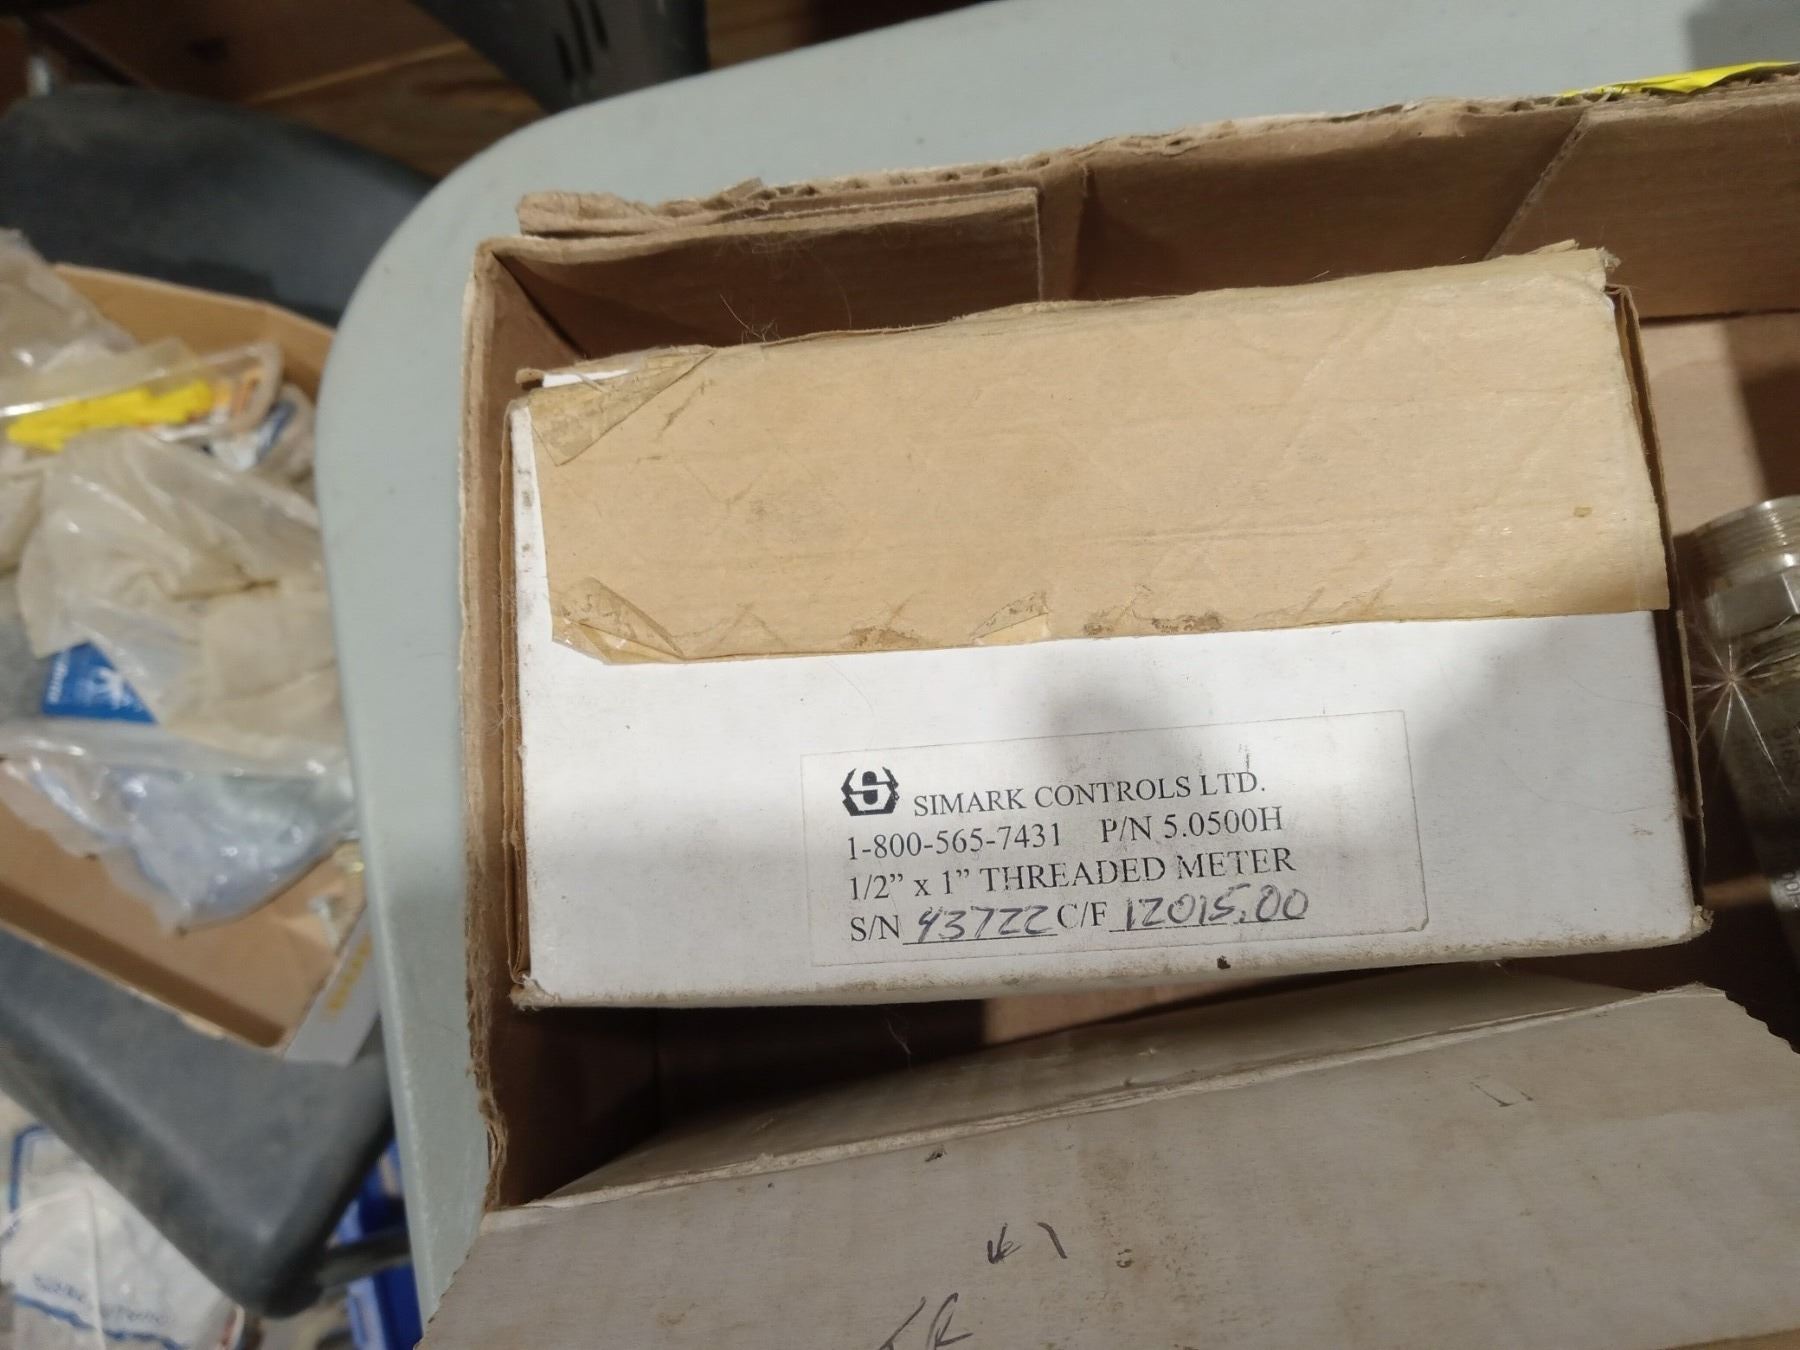 SIMARK CONTROLS LTD.
1-800-565-7431 P/N 5.0500H
1/2” x 1” THREADED METER
S/N 43722 C/F 12015.00